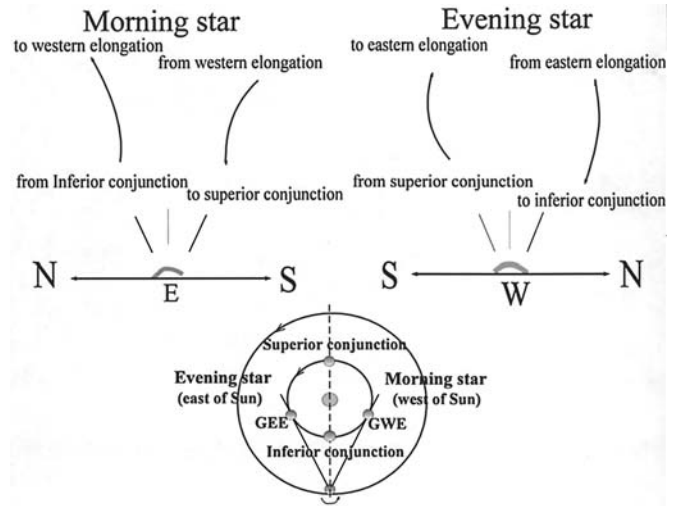 Morning star
to western elongation
from western elongation
from Inferior conjunction
to superior conjunction
N
E
S
Evening star
to eastern elongation
from eastern elongation
from superior conjunction
to inferior conjunction
S
W
N
Superior conjunction
Evening star
(east of Sun)
GEE
Morning star
(west of Sun)
GWE
Inferior conjunction